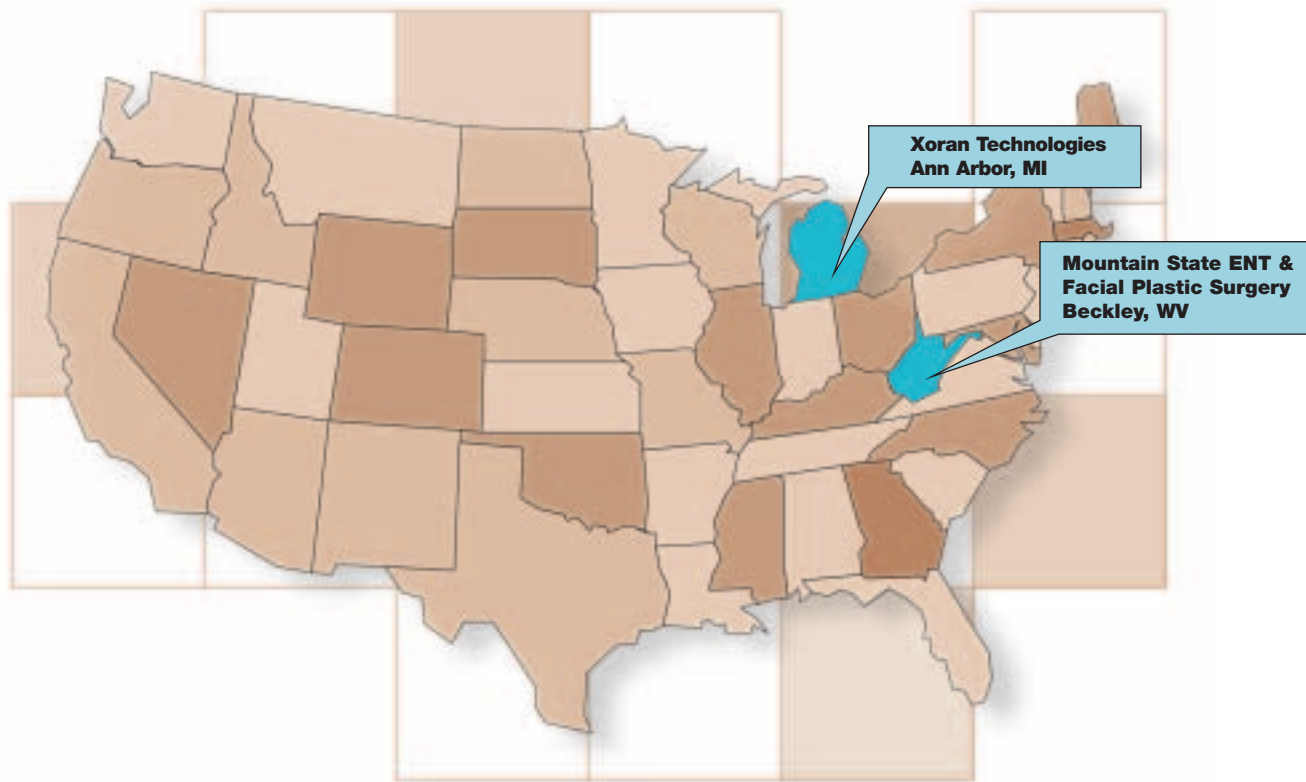 Xoran Technologies
Ann Arbor, MI
Mountain State ENT &
Facial Plastic Surgery
Beckley, WV